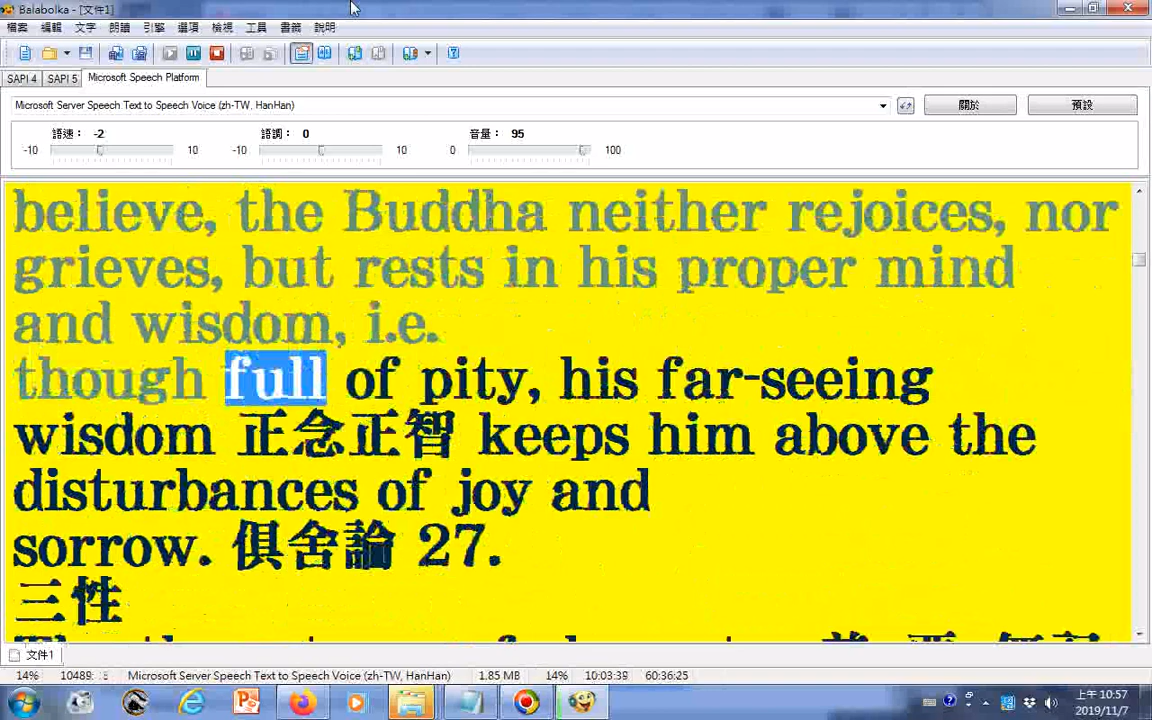 Balabolka - [文件1]
檔案 編輯 文字 朗讀 引擎 選項 檢視 工具 書籤 說明
SAPI 4 SAPI 5 Microsoft Speech Platform
Microsoft Server Speech Text to Speech Voice (zh-TW, HanHan) 關於 預設
語速： -2 語調： 0 音量： 95
-10 10 -10 10 0 100
believe, the Buddha neither rejoices, nor
grieves, but rests in his proper mind
and wisdom, i.e.
though full of pity, his far-seeing
wisdom 正念正智 keeps him above the
disturbances of joy and
sorrow. 俱舍論 27.
三性
文件1
14% Microsoft Server Speech Text to Speech Voice (zh-TW, HanHan) 1.85 MB 14% 10:03:39 60:36:25
上午 10:57
2019/11/7